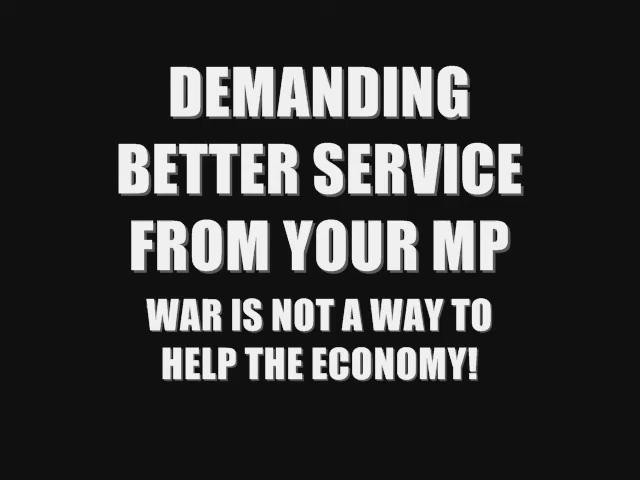 DEMANDING
BETTER SERVICE
FROM YOUR MP
WAR IS NOT A WAY TO
HELP THE ECONOMY!